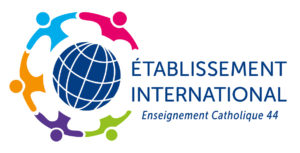 ÉTABLISSEMENT
INTERNATIONAL
Enseignement Catholique 44